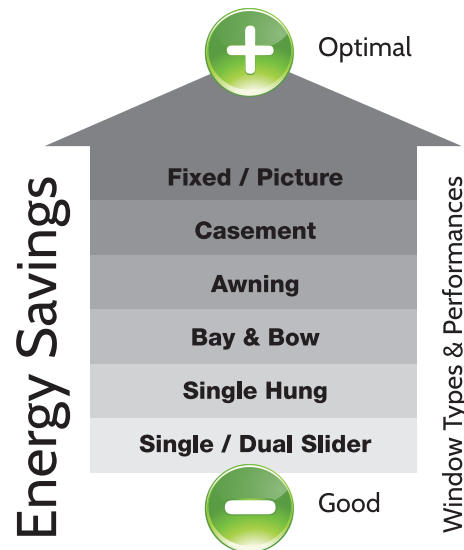 Optimal
Fixed / Picture
Casement
Awning
Bay & Bow
Single Hung
Single / Dual Slider
Good
Energy Savings
Window Types & Performances